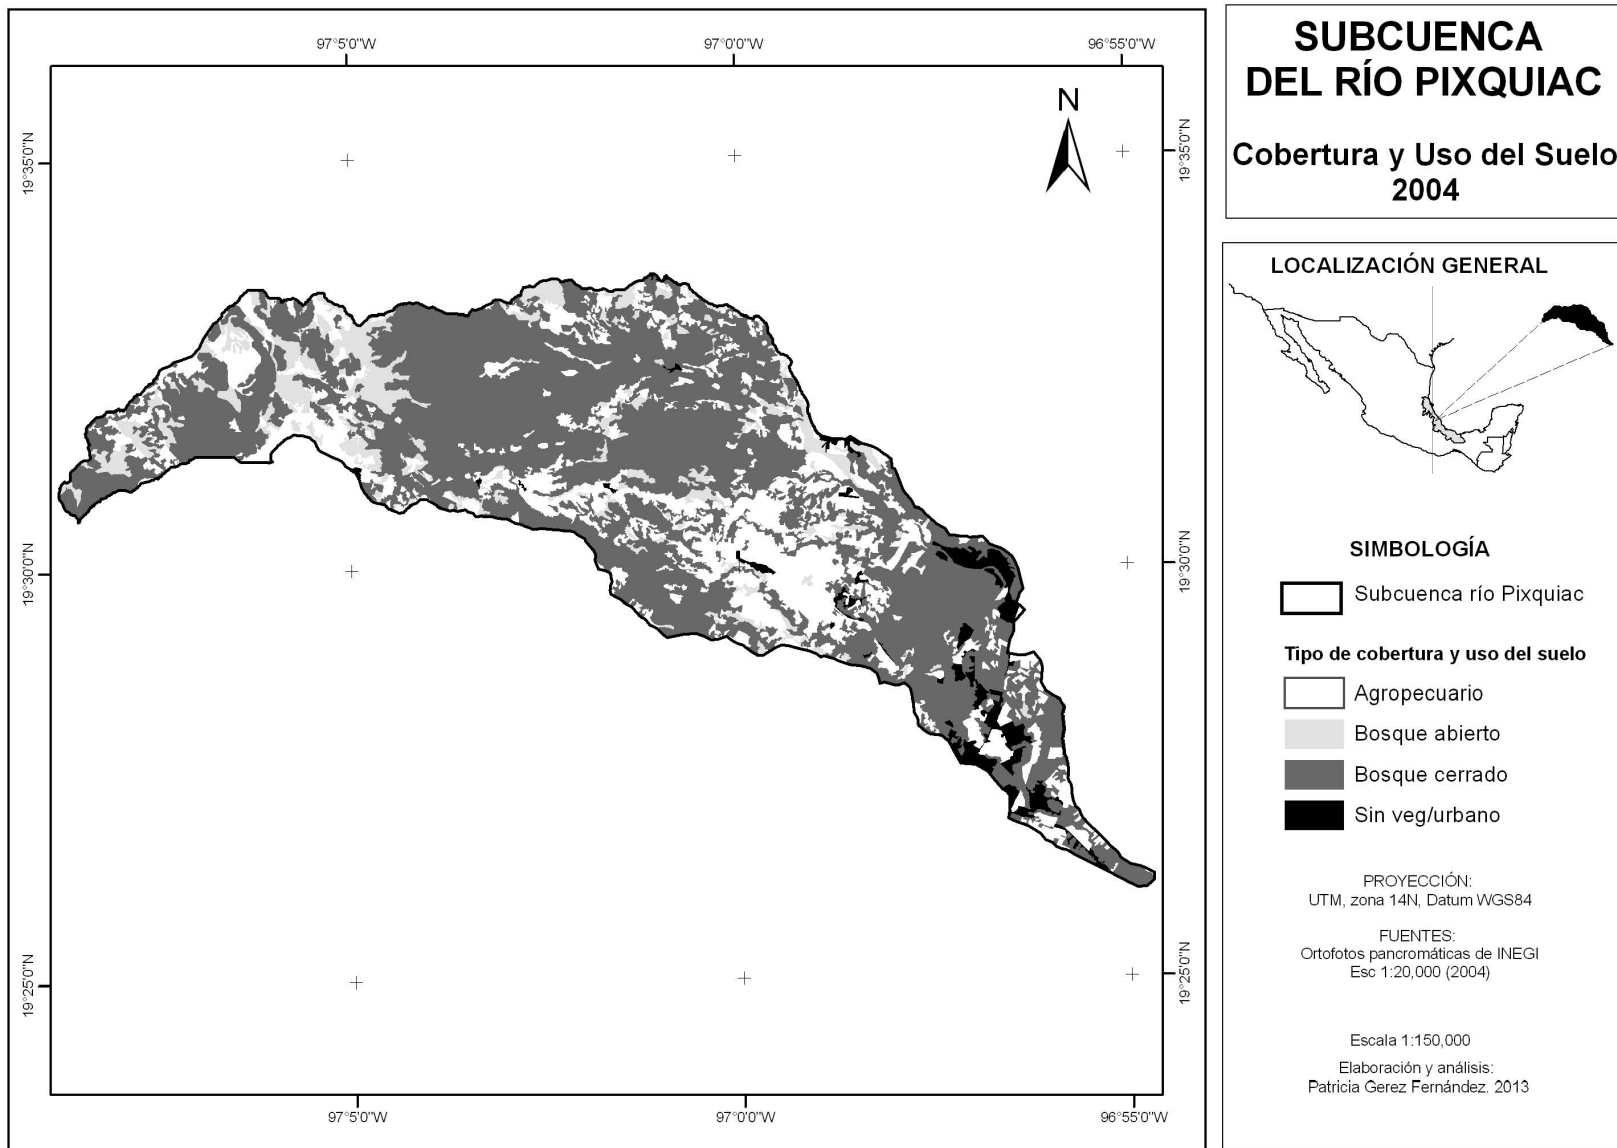 97°5'0"W
97°0'0"W
96°55'0"W
N
19°35'0"N
19°35'0"N
19°30'0"N
19°30'0"N
19°25'0"N
19°25'0"N
97°5'0"W
97°0'0"W
96°55'0"W
SUBCUENCA
DEL RÍO PIXQUIAC
Cobertura y Uso del Suelo
2004
LOCALIZACIÓN GENERAL
SIMBOLOGÍA
Subcuenca río Pixquiac
Tipo de cobertura y uso del suelo
Agropecuario
Bosque abierto
Bosque cerrado
Sin veg/urbano
PROYECCIÓN:
UTM, zona 14N, Datum WGS84
FUENTES:
Ortofotos pancromáticas de INEGI
Esc 1:20,000 (2004)
Escala 1:150,000
Elaboración y análisis:
Patricia Gerez Fernández. 2013